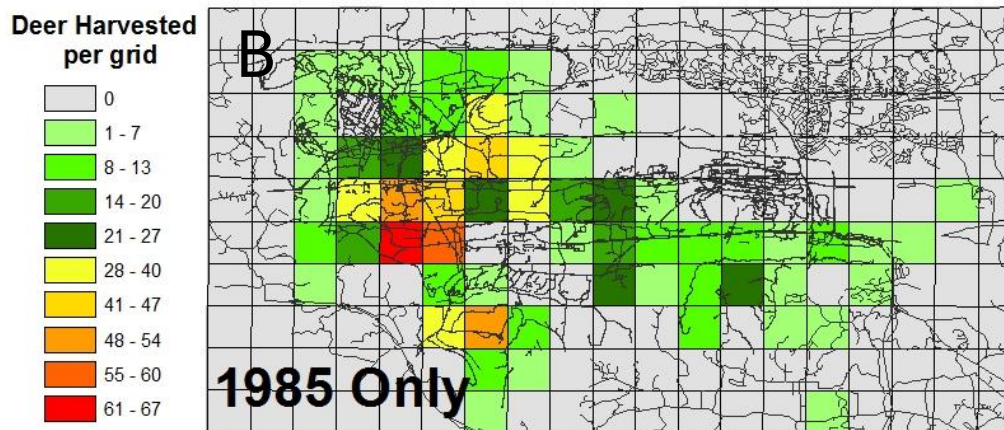 Deer Harvested
per grid
0
1 - 7
8 - 13
14 - 20
21 - 27
28 - 40
41 - 47
48 - 54
55 - 60
61 - 67
B
1985 Only